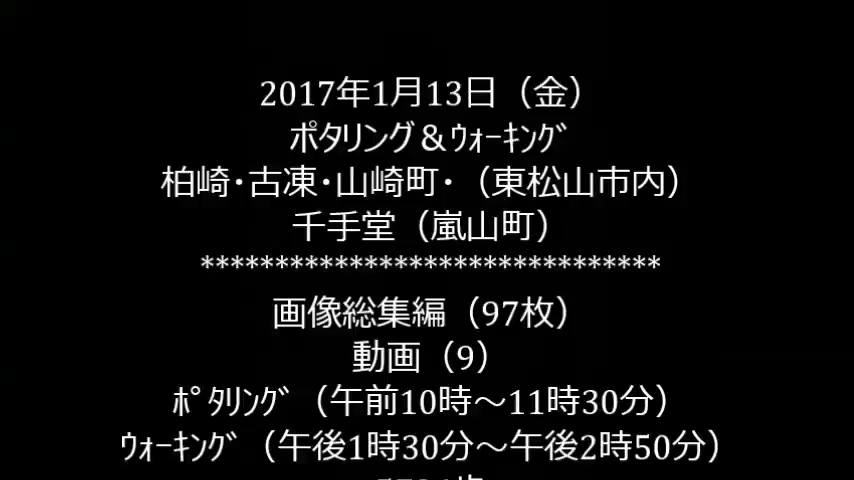 2017年1月13日（金）
ポタリング＆ｳｫｰｷﾝｸﾞ
柏崎･古凍･山崎町･（東松山市内）
千手堂（嵐山町）
*******************************
画像総集編（97枚）
動画（9）
ﾎﾟﾀﾘﾝｸﾞ（午前10時～11時30分）
ｳｫｰｷﾝｸﾞ（午後1時30分～午後2時50分）